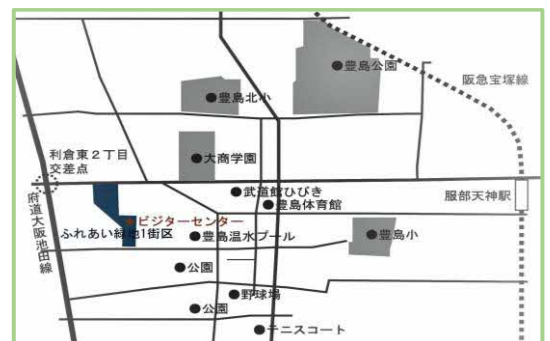 豊島公園
阪急宝塚線
豊島北小
利倉東2丁目
交差点
大商学園
武道館ひびき
豊島体育館
服部天神駅
府道大阪池田線
ビジターセンター
ふれあい緑地1街区
豊島温水プール
豊島小
公園
野球場
公園
テニスコート